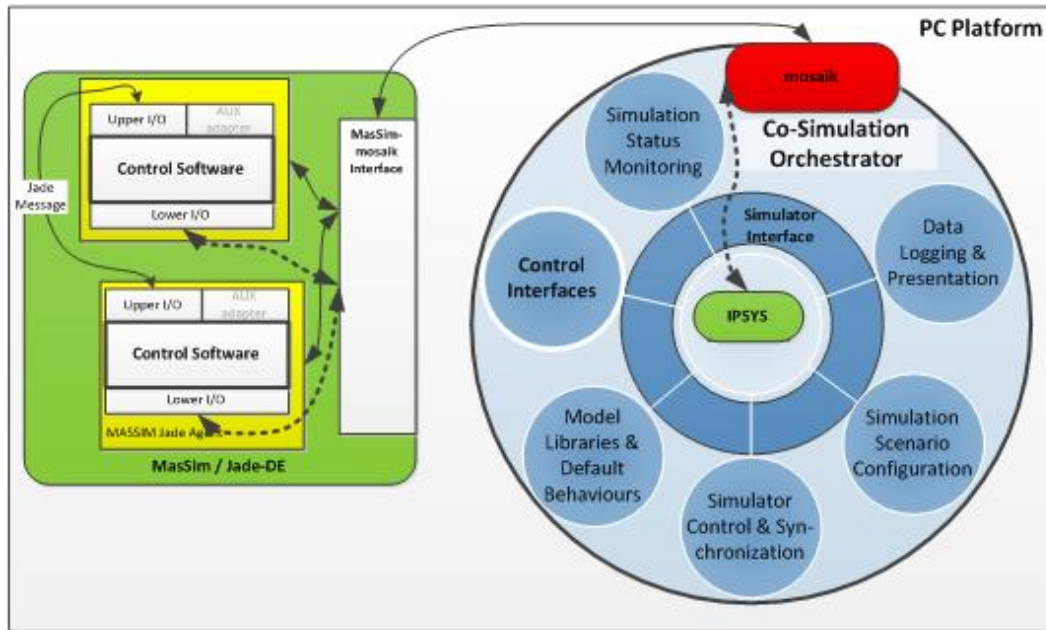 PC Platform
Upper I/O
AUX
adapter
Control Software
Lower I/O
Jade
Message
Upper I/O
AUX
adapter
Control Software
Lower I/O
MASSIM Jade Agent
MasSim / Jade-DE
MasSim-
mosaik
Interface
mosaik
Co-Simulation
Orchestrator
Simulation
Status
Monitoring
Simulator
Interface
Data
Logging &
Presentation
Control
Interfaces
IPSYS
Model
Libraries &
Default
Behaviours
Simulation
Scenario
Configuration
Simulator
Control & Syn-
chronization